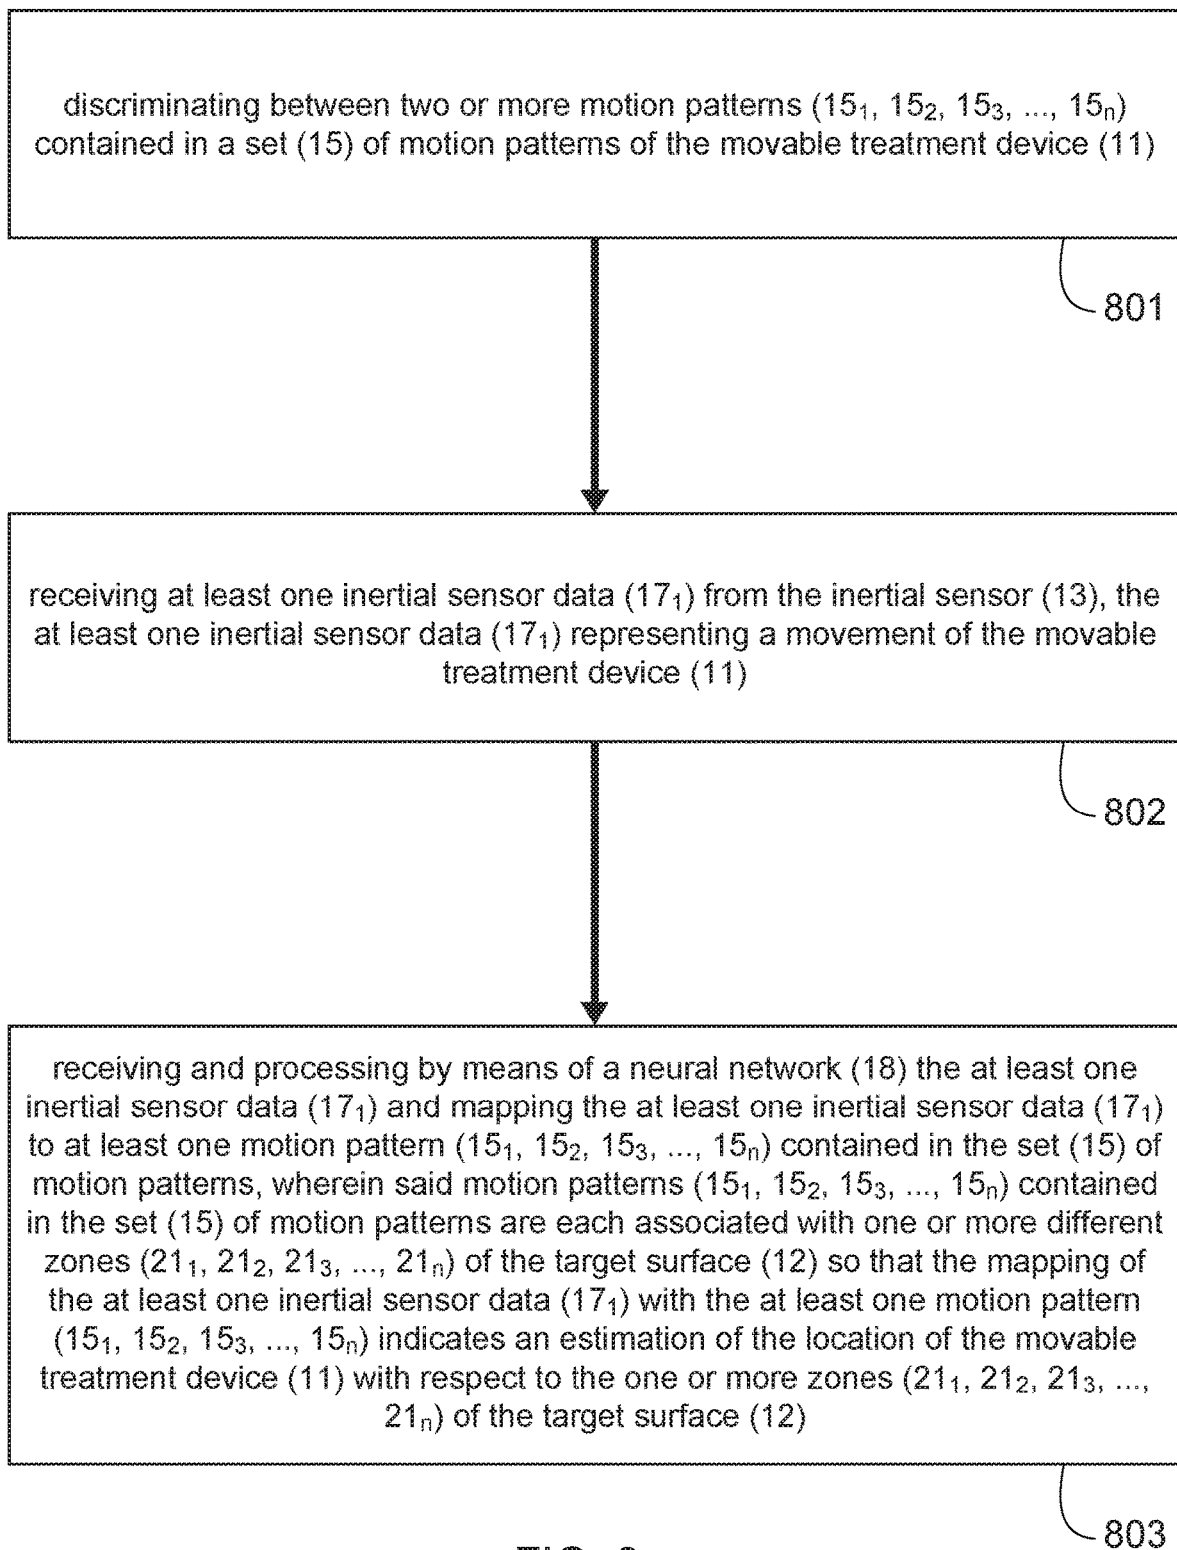 discriminating between two or more motion patterns (15₁, 15₂, 15₃, ..., 15ₙ)
contained in a set (15) of motion patterns of the movable treatment device (11)
801
receiving at least one inertial sensor data (17₁) from the inertial sensor (13), the
at least one inertial sensor data (17₁) representing a movement of the movable
treatment device (11)
802
receiving and processing by means of a neural network (18) the at least one
inertial sensor data (17₁) and mapping the at least one inertial sensor data (17₁)
to at least one motion pattern (15₁, 15₂, 15₃, ..., 15ₙ) contained in the set (15) of
motion patterns, wherein said motion patterns (15₁, 15₂, 15₃, ..., 15ₙ) contained
in the set (15) of motion patterns are each associated with one or more different
zones (21₁, 21₂, 21₃, ..., 21ₙ) of the target surface (12) so that the mapping of
the at least one inertial sensor data (17₁) with the at least one motion pattern
(15₁, 15₂, 15₃, ..., 15ₙ) indicates an estimation of the location of the movable
treatment device (11) with respect to the one or more zones (21₁, 21₂, 21₃, ...,
21ₙ) of the target surface (12)
803